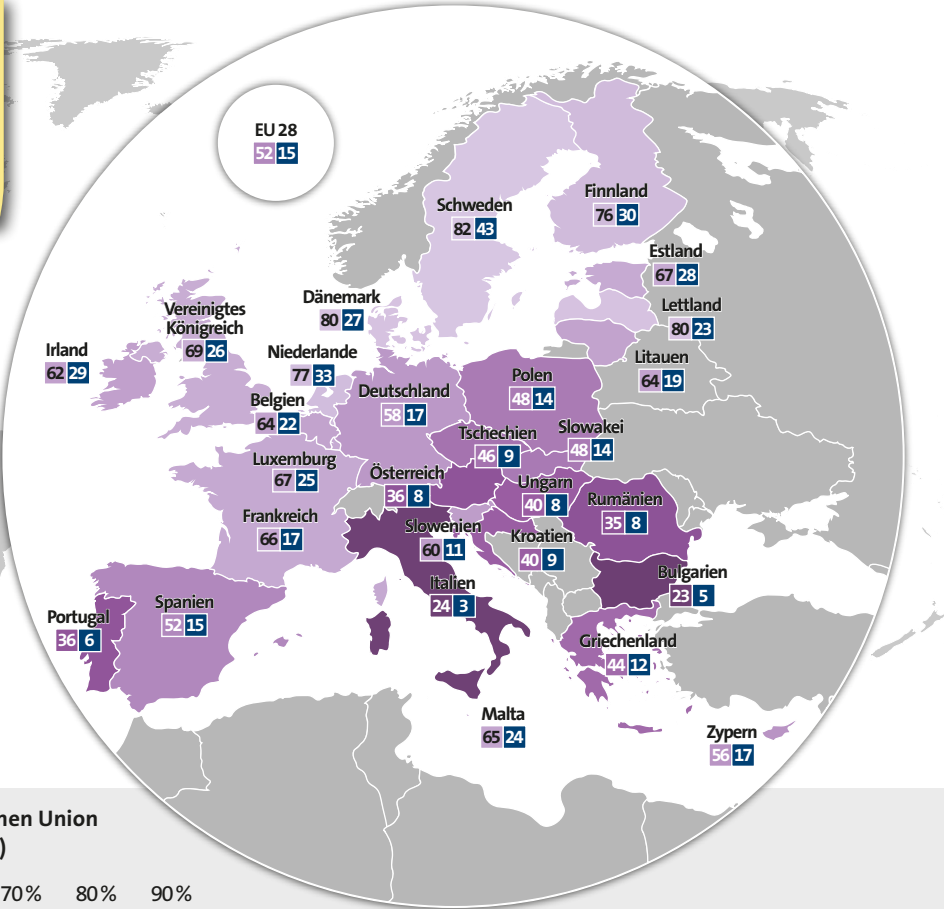 EU 28
52 15
Schweden
82 43
Finnland
76 30
Estland
67 28
Dänemark
80 27
Lettland
80 23
Vereinigtes
Königreich
69 26
Irland
62 29
Niederlande
77 33
Litauen
64 19
Polen
48 14
Deutschland
58 17
Belgien
64 22
Tschechien
46 9
Slowakei
48 14
Luxemburg
67 25
Österreich
36 8
Ungarn
40 8
Rumänien
35 8
Frankreich
66 17
Slowenien
60 11
Kroatien
40 9
Bulgarien
23 5
Italien
24 3
Spanien
52 15
Portugal
36 6
Griechenland
44 12
Malta
65 24
Zypern
56 17
hen Union
)
70% 80% 90%